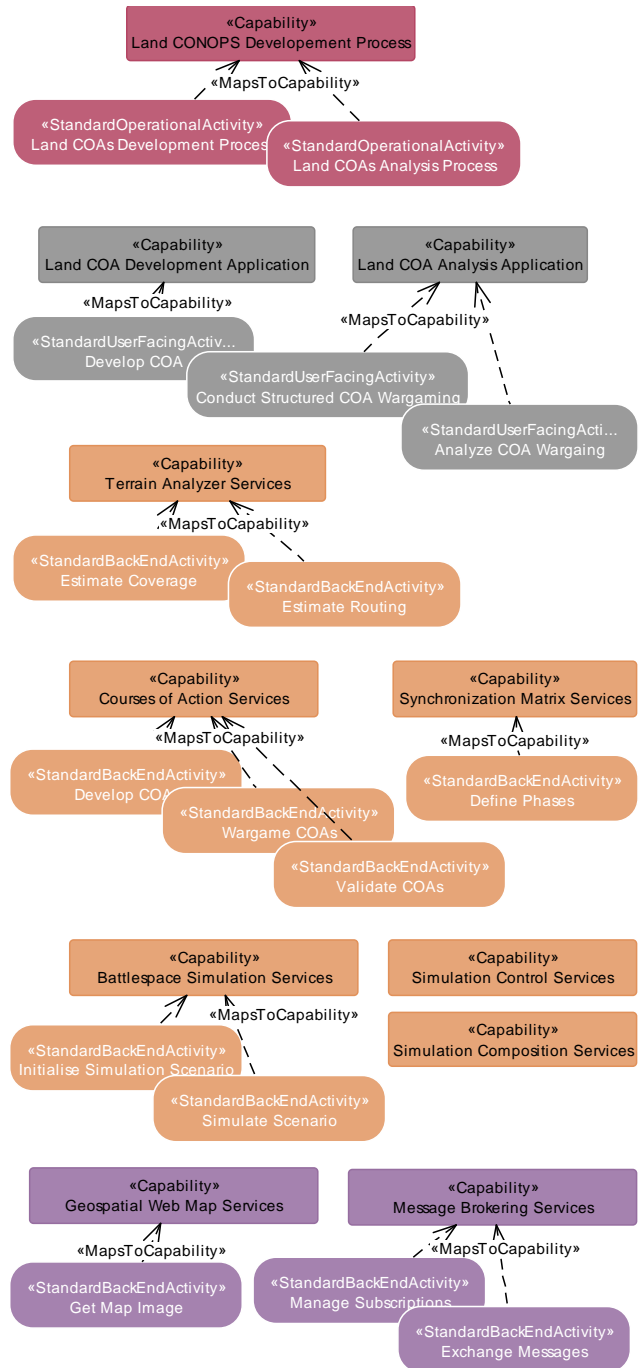 «Capability»
Land CONOPS Developement Process
«MapsToCapability»
«StandardOperationalActivity»
Land COAs Development Process
«StandardOperationalActivity»
Land COAs Analysis Process
«Capability»
Land COA Development Application
«Capability»
Land COA Analysis Application
«MapsToCapability»
«MapsToCapability»
«StandardUserFacingActiv...
Develop COA
«StandardUserFacingActivity»
Conduct Structured COA Wargaming
«StandardUserFacingActi...
Analyze COA Wargaing
«Capability»
Terrain Analyzer Services
«MapsToCapability»
«StandardBackEndActivity»
Estimate Coverage
«StandardBackEndActivity»
Estimate Routing
«Capability»
Courses of Action Services
«Capability»
Synchronization Matrix Services
«MapsToCapability»
«MapsToCapability»
«StandardBackEndActivity»
Develop COA
«StandardBackEndActivity»
Define Phases
«StandardBackEndActivity»
Wargame COAs
«StandardBackEndActivity»
Validate COAs
«Capability»
Battlespace Simulation Services
«Capability»
Simulation Control Services
«MapsToCapability»
«Capability»
Simulation Composition Services
«StandardBackEndActivity»
Initialise Simulation Scenario
«StandardBackEndActivity»
Simulate Scenario
«Capability»
Geospatial Web Map Services
«Capability»
Message Brokering Services
«MapsToCapability»
«MapsToCapability»
«StandardBackEndActivity»
Get Map Image
«StandardBackEndActivity»
Manage Subscriptions
«StandardBackEndActivity»
Exchange Messages